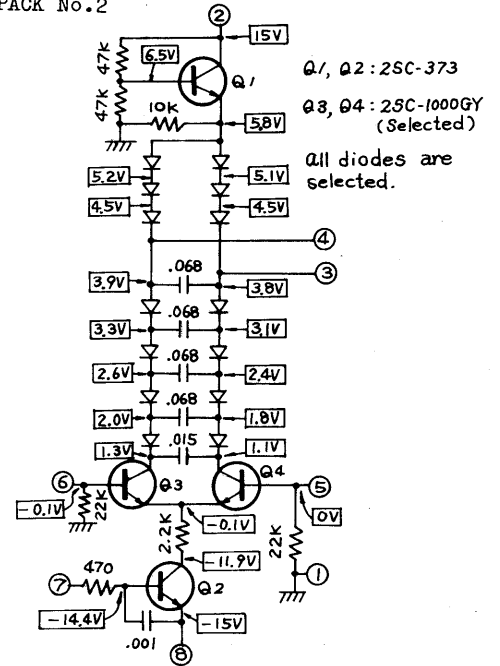 PACK No.2
2
15V
47K
6.5V
Q1
Q1, Q2: 2SC-373
47K
10K
5.8V
Q3, Q4: 2SC-1000GY
(Selected)
all diodes are
selected.
5.2V
5.1V
4.5V
4.5V
4
3
3.9V
.068
3.8V
3.3V
.068
3.1V
2.6V
.068
2.4V
2.0V
.068
1.8V
1.3V
.015
1.1V
6
Q3
Q4
5
-0.1V
22K
-0.1V
0V
2.2K
22K
-11.9V
7
470
Q2
1
-14.4V
-15V
.001
8